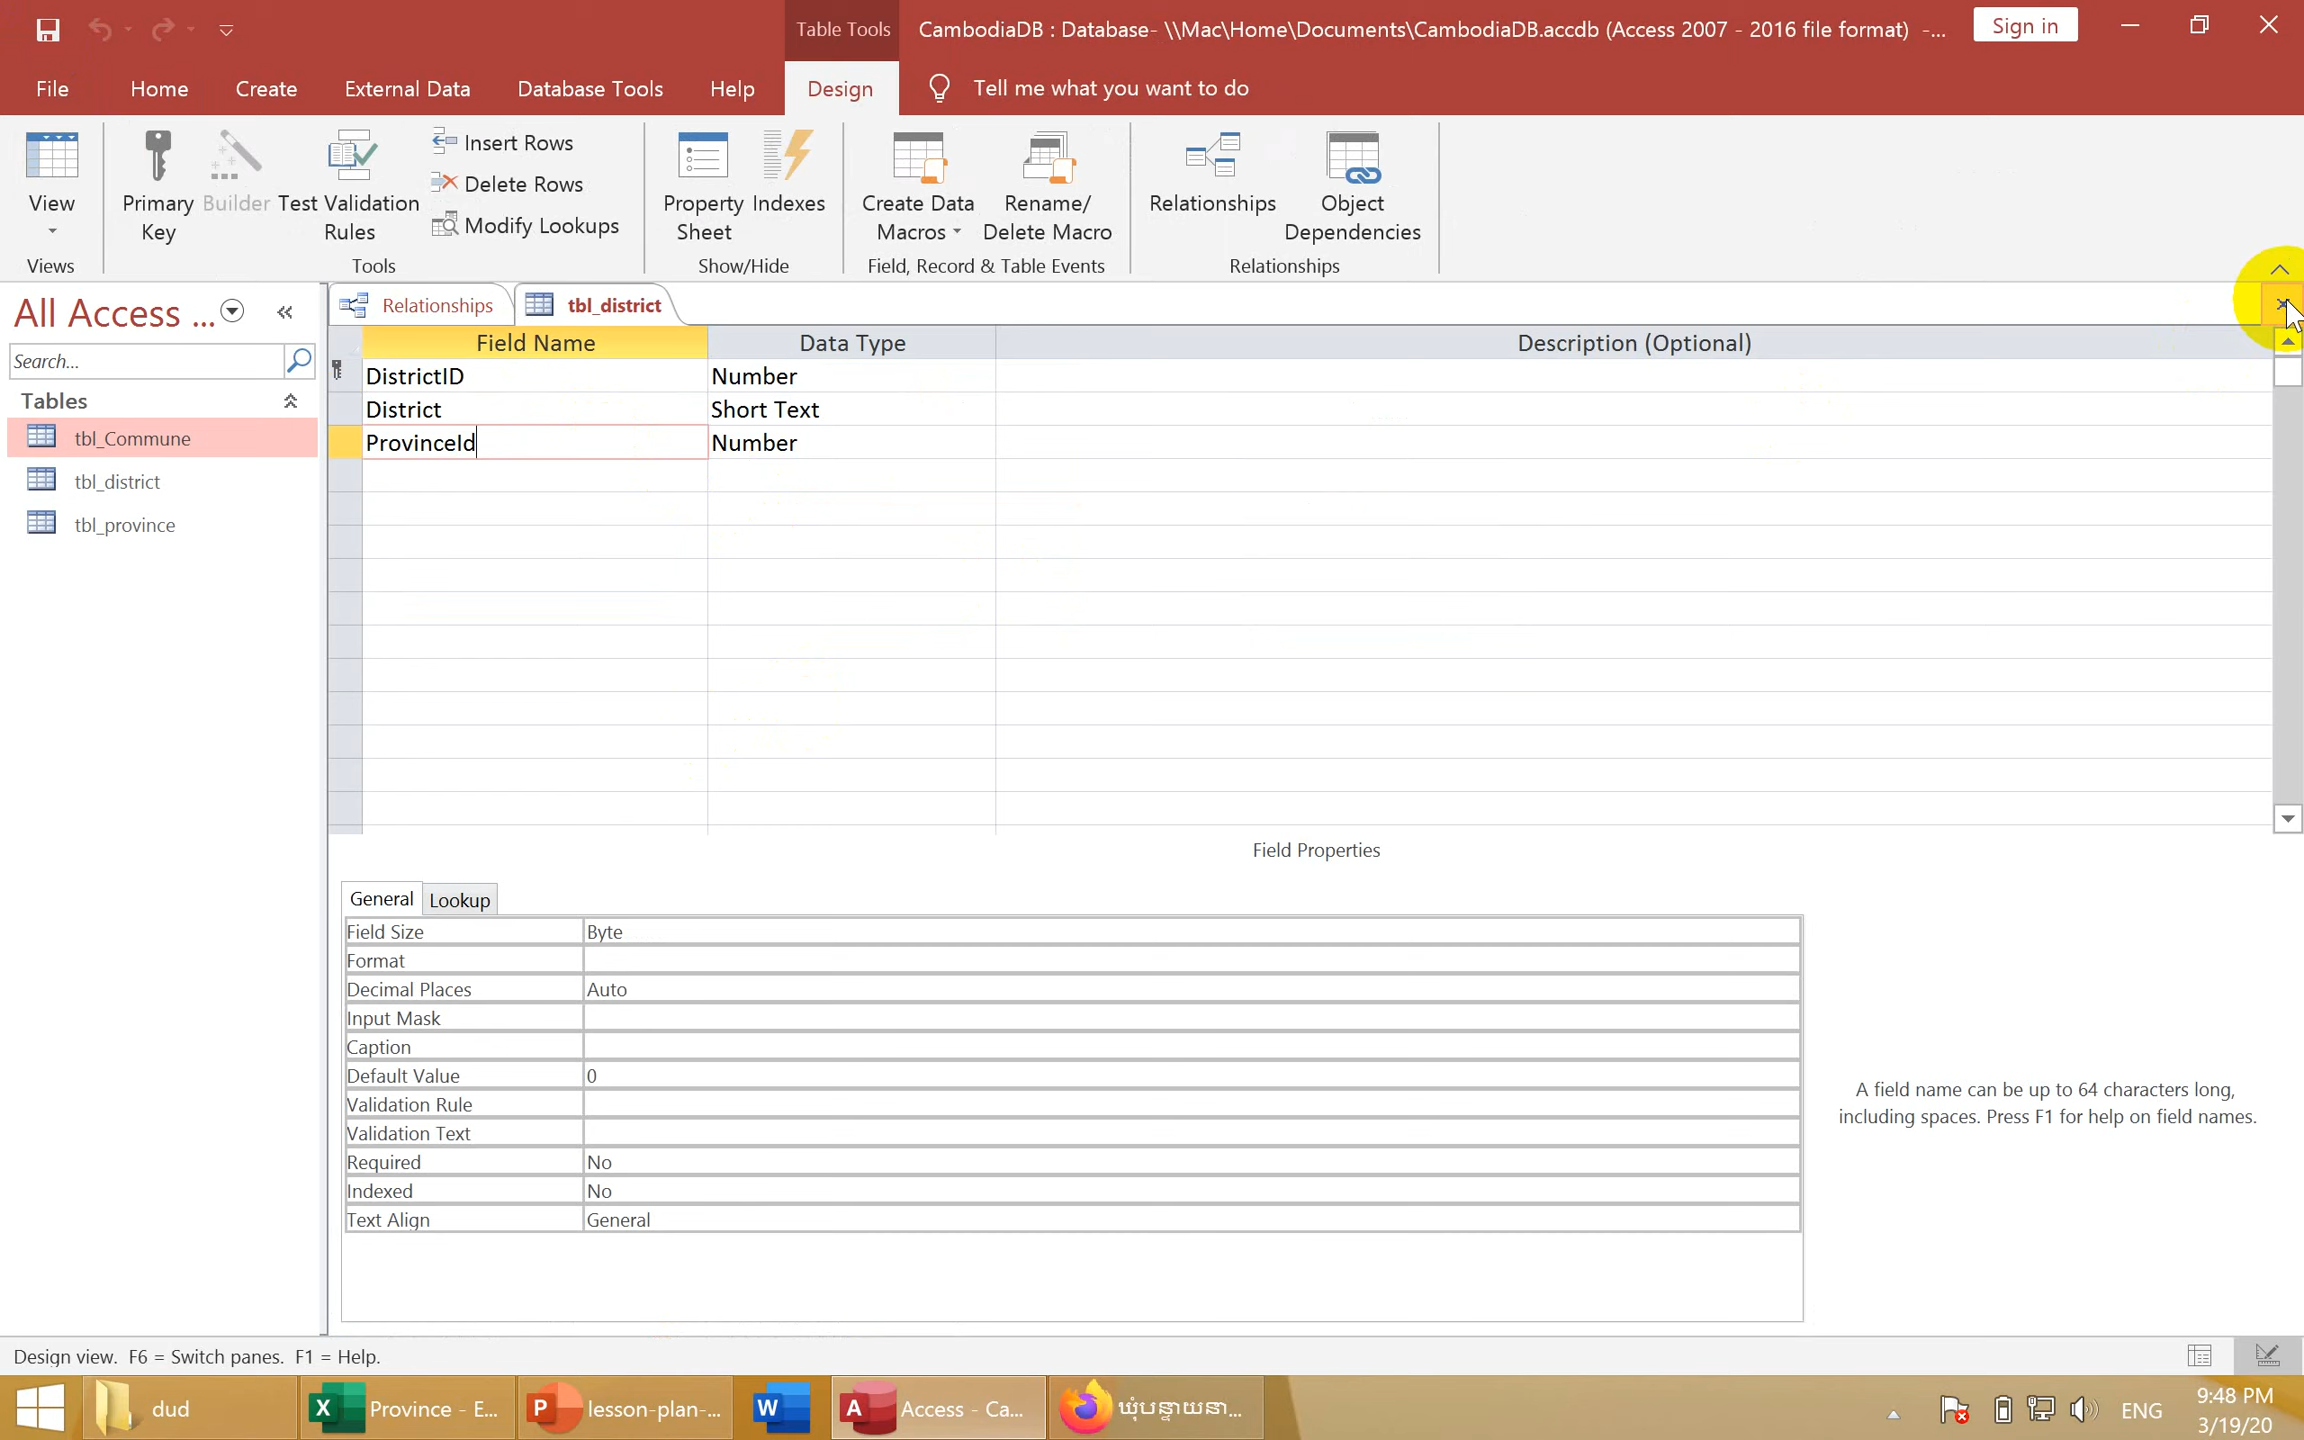 Table Tools
CambodiaDB : Database- \\Mac\Home\Documents\CambodiaDB.accdb (Access 2007 - 2016 file format) -...
Sign in
File Home Create External Data Database Tools Help Design Tell me what you want to do
View
Primary Key
Builder
Test Validation Rules
Insert Rows
Delete Rows
Modify Lookups
Property Sheet
Indexes
Create Data Macros
Rename/ Delete Macro
Relationships
Object Dependencies
Views
Tools
Show/Hide
Field, Record & Table Events
Relationships
All Access ...
Search...
Tables
tbl_Commune
tbl_district
tbl_province
Relationships
tbl_district
Field Name Data Type Description (Optional)
DistrictID Number
District Short Text
ProvinceId Number
Field Properties
General Lookup
Field Size Byte
Format
Decimal Places Auto
Input Mask
Caption
Default Value 0
Validation Rule
Validation Text
Required No
Indexed No
Text Align General
A field name can be up to 64 characters long,
including spaces. Press F1 for help on field names.
Design view. F6 = Switch panes. F1 = Help.
dud
Province - E...
lesson-plan-...
Access - Ca...
ឃុំបន្ទាយនា...
ENG
9:48 PM
3/19/20